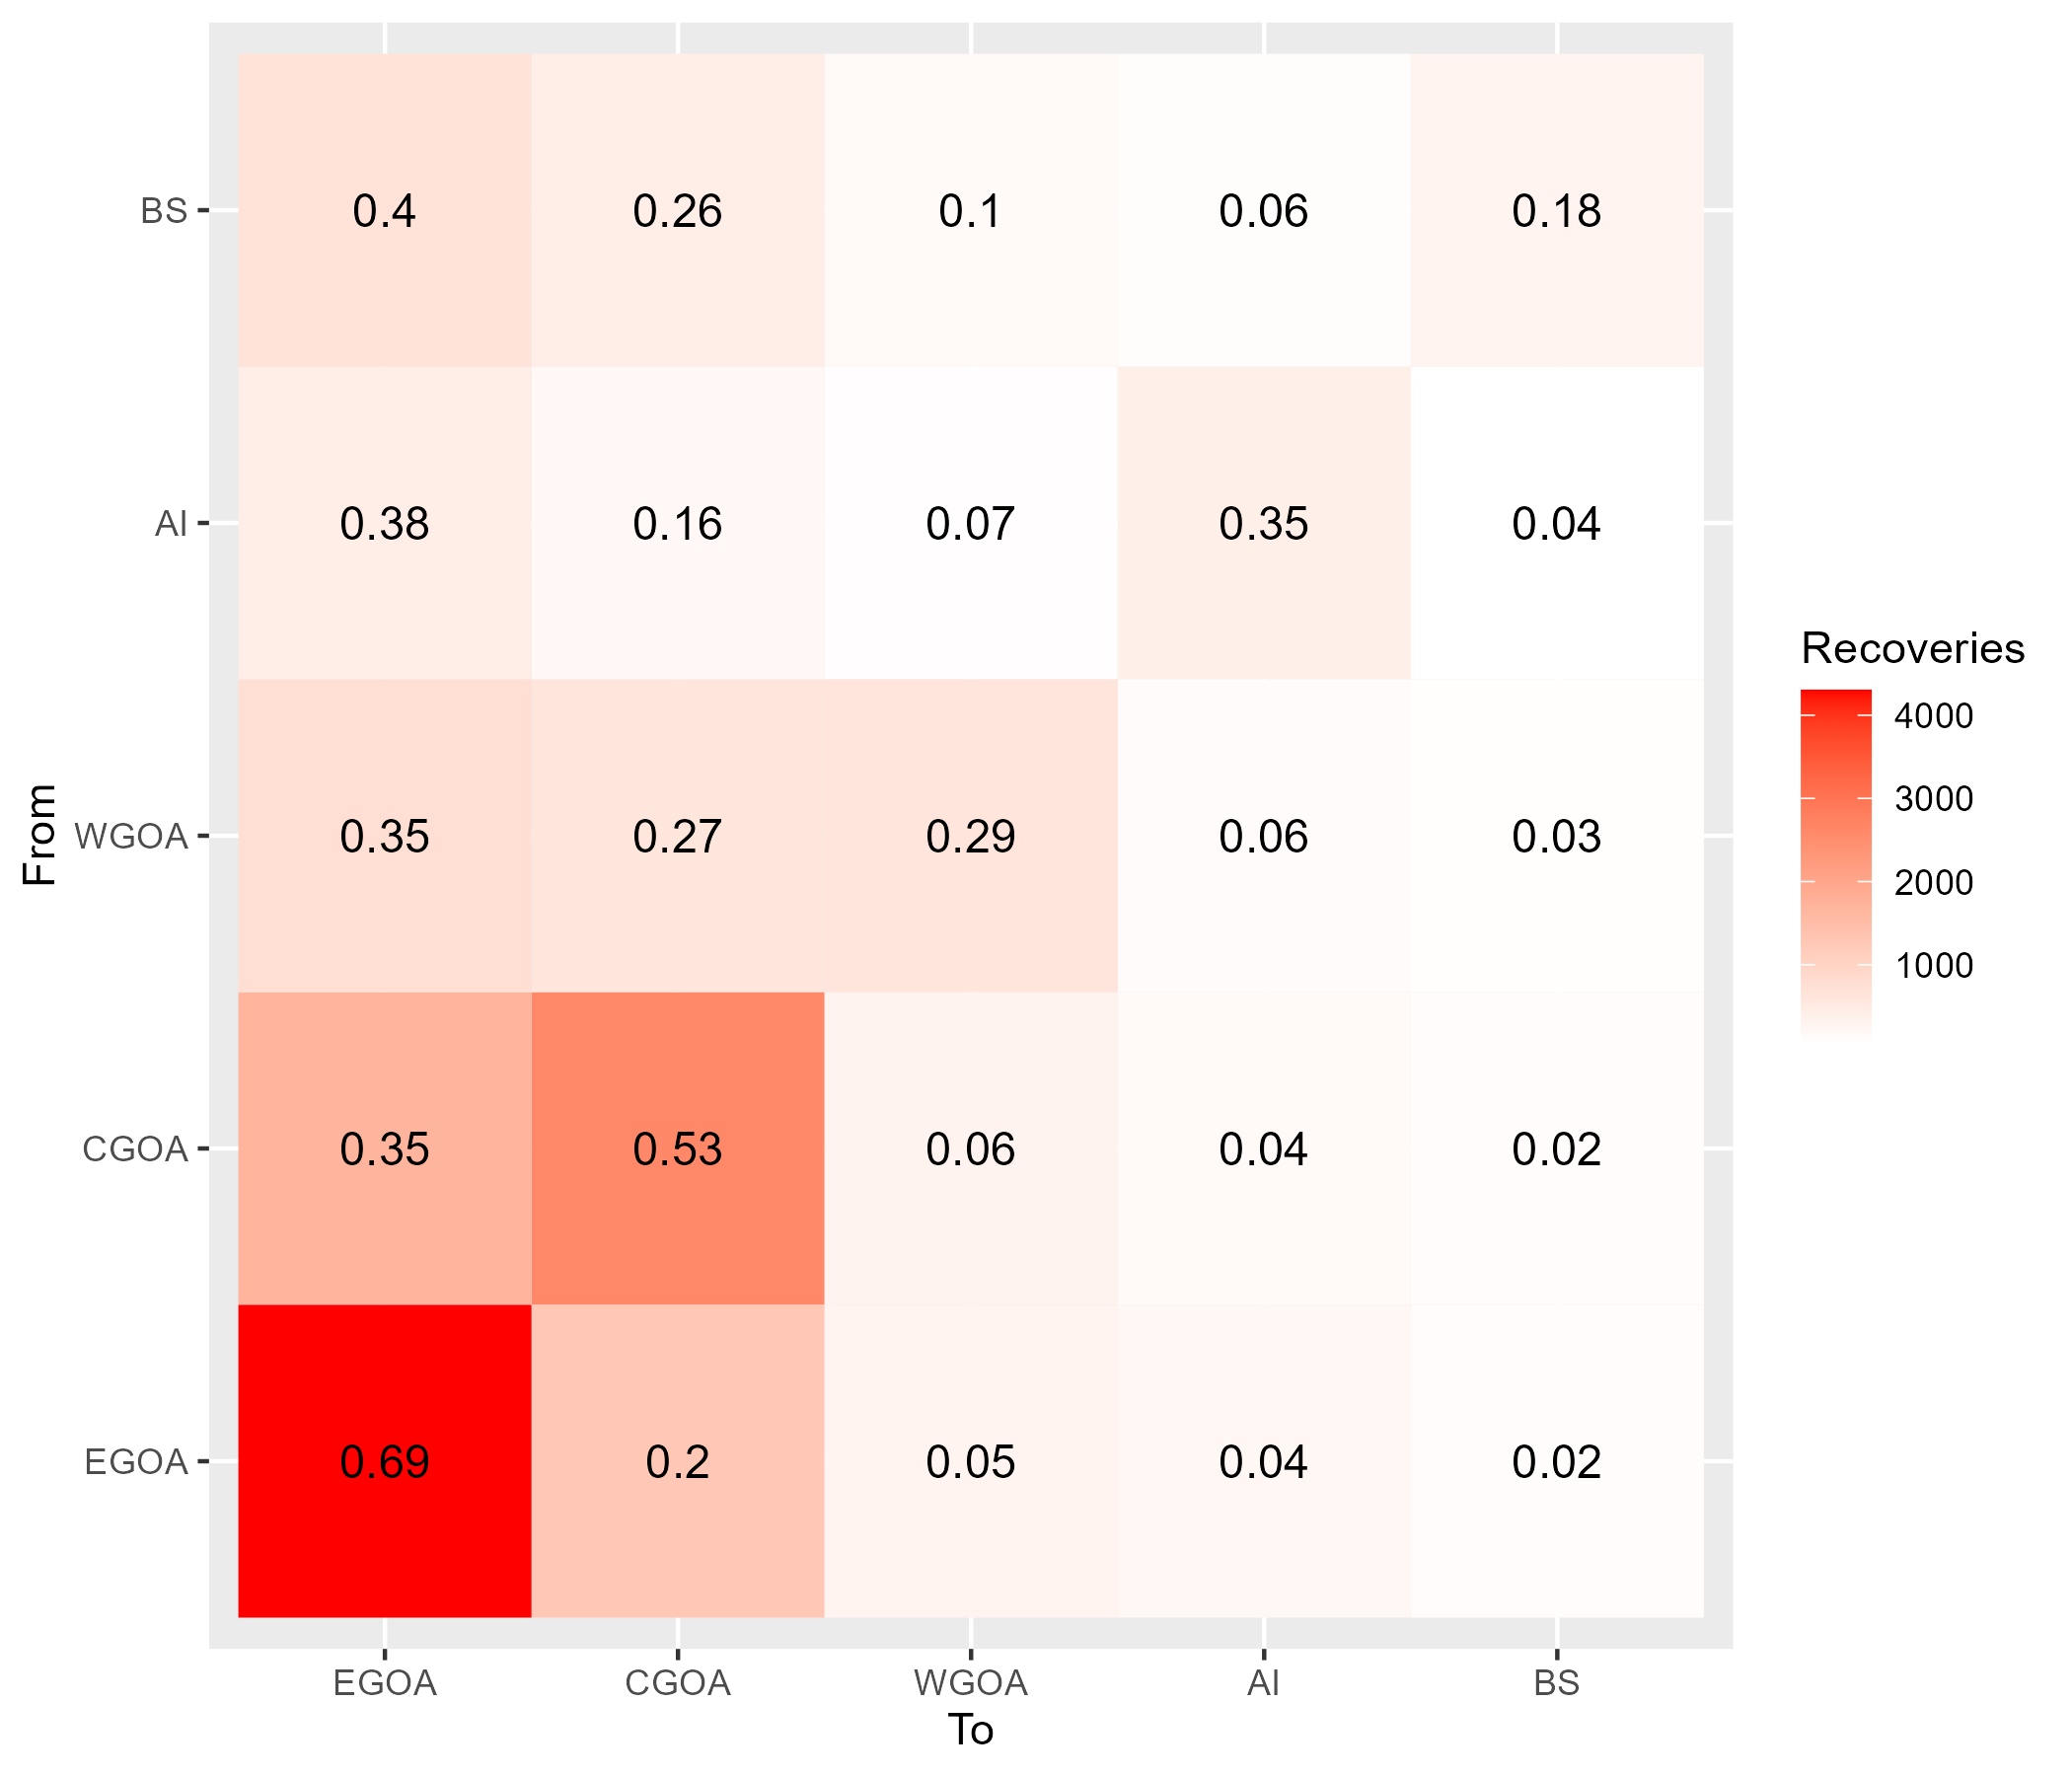 BS 0.4 0.26 0.1 0.06 0.18
AI 0.38 0.16 0.07 0.35 0.04
WGOA 0.35 0.27 0.29 0.06 0.03
CGOA 0.35 0.53 0.06 0.04 0.02
EGOA 0.69 0.2 0.05 0.04 0.02
EGOA CGOA WGOA AI BS
To
From
Recoveries
4000
3000
2000
1000